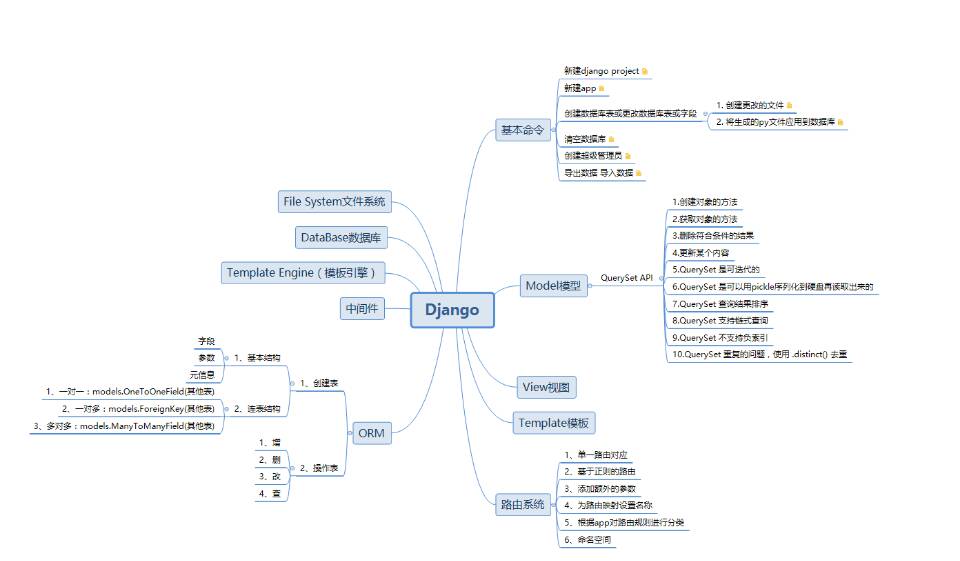 Django
基本命令
新建django project
新建app
创建数据库表或更改数据库表或字段
1. 创建更改的文件
2. 将生成的py文件应用到数据库
清空数据库
创建超级管理员
导出数据 导入数据
Model模型
QuerySet API
1.创建对象的方法
2.获取对象的方法
3.删除符合条件的结果
4.更新某个内容
5.QuerySet 是可迭代的
6.QuerySet 是可以用pickle序列化到硬盘再读取出来的
7.QuerySet 查询结果排序
8.QuerySet 支持链式查询
9.QuerySet 不支持负索引
10.QuerySet 重复的问题，使用 .distinct() 去重
View视图
Template模板
路由系统
1、单一路由对应
2、基于正则的路由
3、添加额外的参数
4、为路由映射设置名称
5、根据app对路由规则进行分类
6、命名空间
File System文件系统
DataBase数据库
Template Engine（模板引擎）
中间件
ORM
1、创建表
1、基本结构
字段
参数
元信息
2、连表结构
1、一对一：models.OneToOneField(其他表)
2、一对多：models.ForeignKey(其他表)
3、多对多：models.ManyToManyField(其他表)
2、操作表
1、增
2、删
3、改
4、查